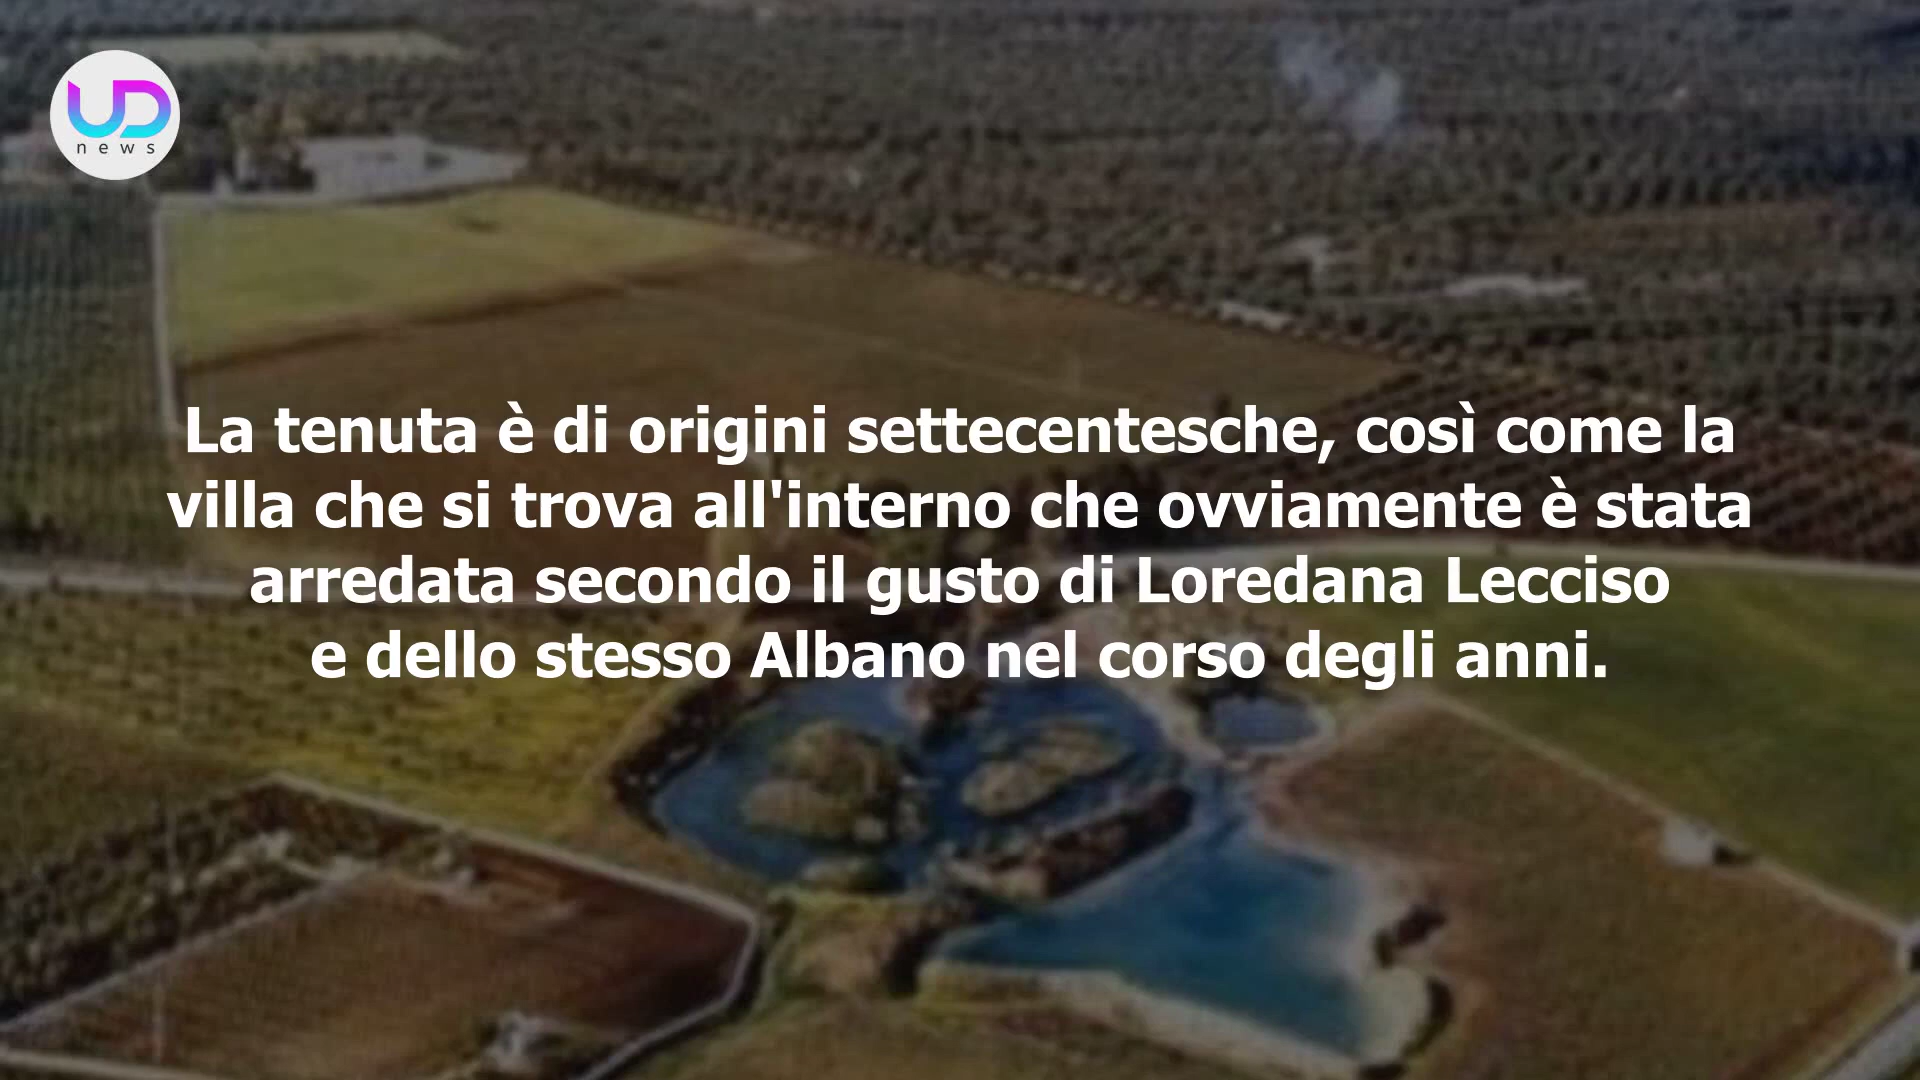 UD
news
La tenuta è di origini settecentesche, così come la
villa che si trova all'interno che ovviamente è stata
arredata secondo il gusto di Loredana Lecciso
e dello stesso Albano nel corso degli anni.